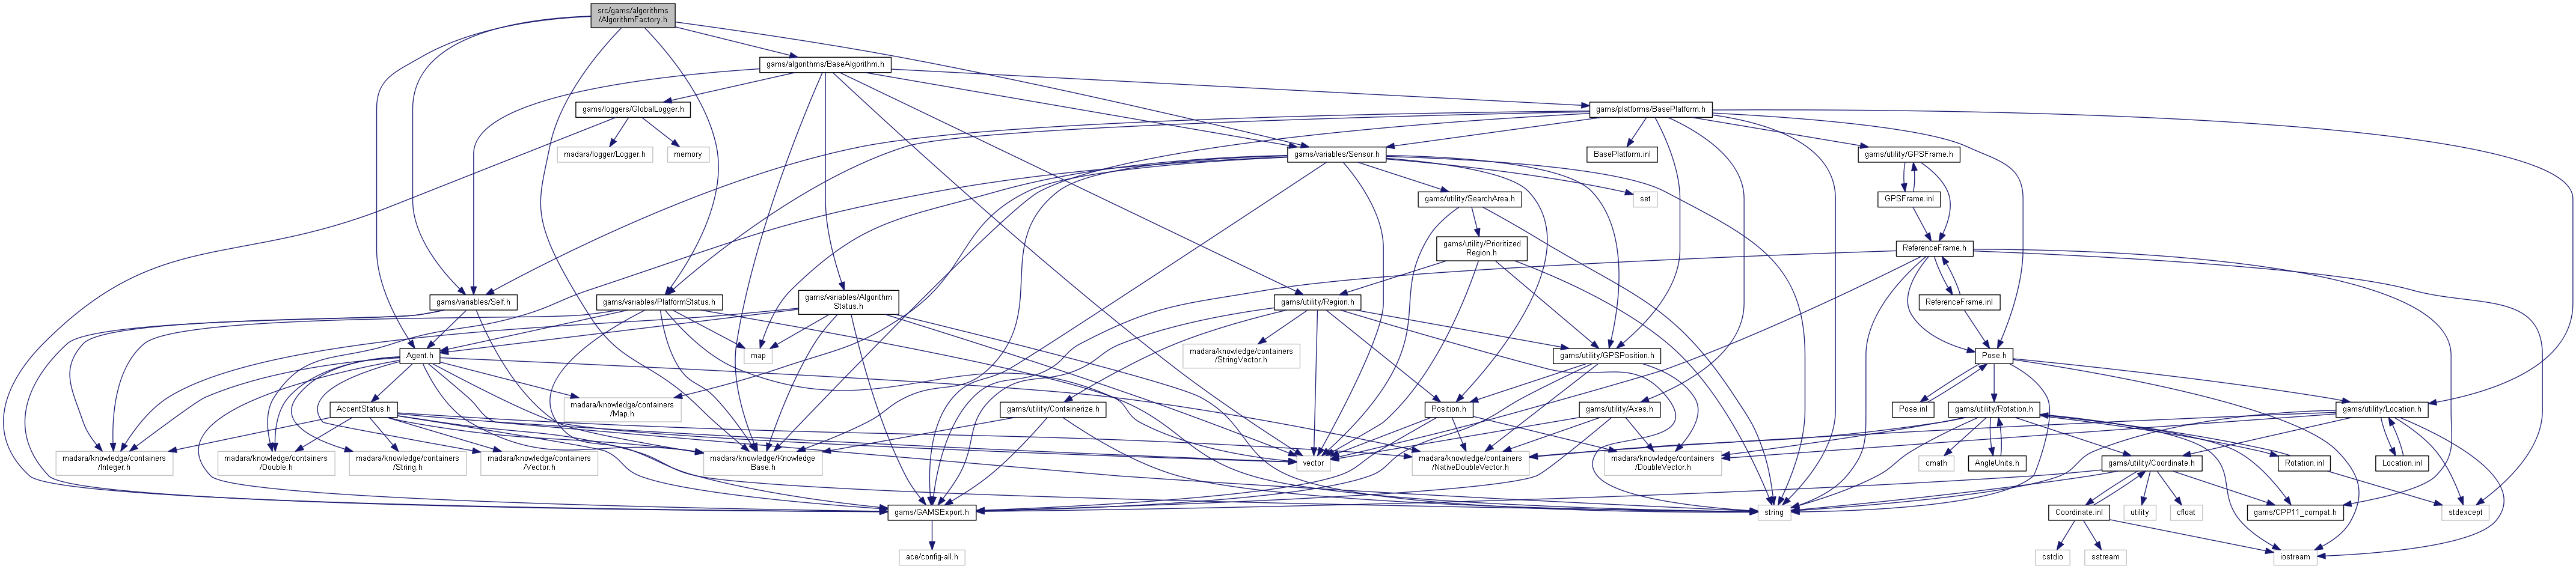 src/gams/algorithms
/AlgorithmFactory.h
gams/algorithms/BaseAlgorithm.h
gams/loggers/GlobalLogger.h
gams/platforms/BasePlatform.h
madara/logger/Logger.h
memory
gams/variables/Sensor.h
BasePlatform.inl
gams/utility/GPSFrame.h
gams/utility/SearchArea.h
set
GPSFrame.inl
gams/utility/Prioritized
Region.h
ReferenceFrame.h
gams/variables/Self.h
gams/variables/PlatformStatus.h
gams/variables/Algorithm
Status.h
gams/utility/Region.h
ReferenceFrame.inl
Agent.h
map
madara/knowledge/containers
/StringVector.h
gams/utility/GPSPosition.h
Pose.h
AccentStatus.h
madara/knowledge/containers
/Map.h
gams/utility/Containerize.h
Position.h
gams/utility/Axes.h
Pose.inl
gams/utility/Rotation.h
gams/utility/Location.h
madara/knowledge/containers
/Integer.h
madara/knowledge/containers
/Double.h
madara/knowledge/containers
/String.h
madara/knowledge/containers
/Vector.h
madara/knowledge/Knowledge
Base.h
vector
madara/knowledge/containers
/NativeDoubleVector.h
madara/knowledge/containers
/DoubleVector.h
cmath
AngleUnits.h
gams/utility/Coordinate.h
Rotation.inl
Location.inl
gams/GAMSExport.h
string
Coordinate.inl
utility
cfloat
gams/CPP11_compat.h
stdexcept
ace/config-all.h
cstdio
sstream
iostream